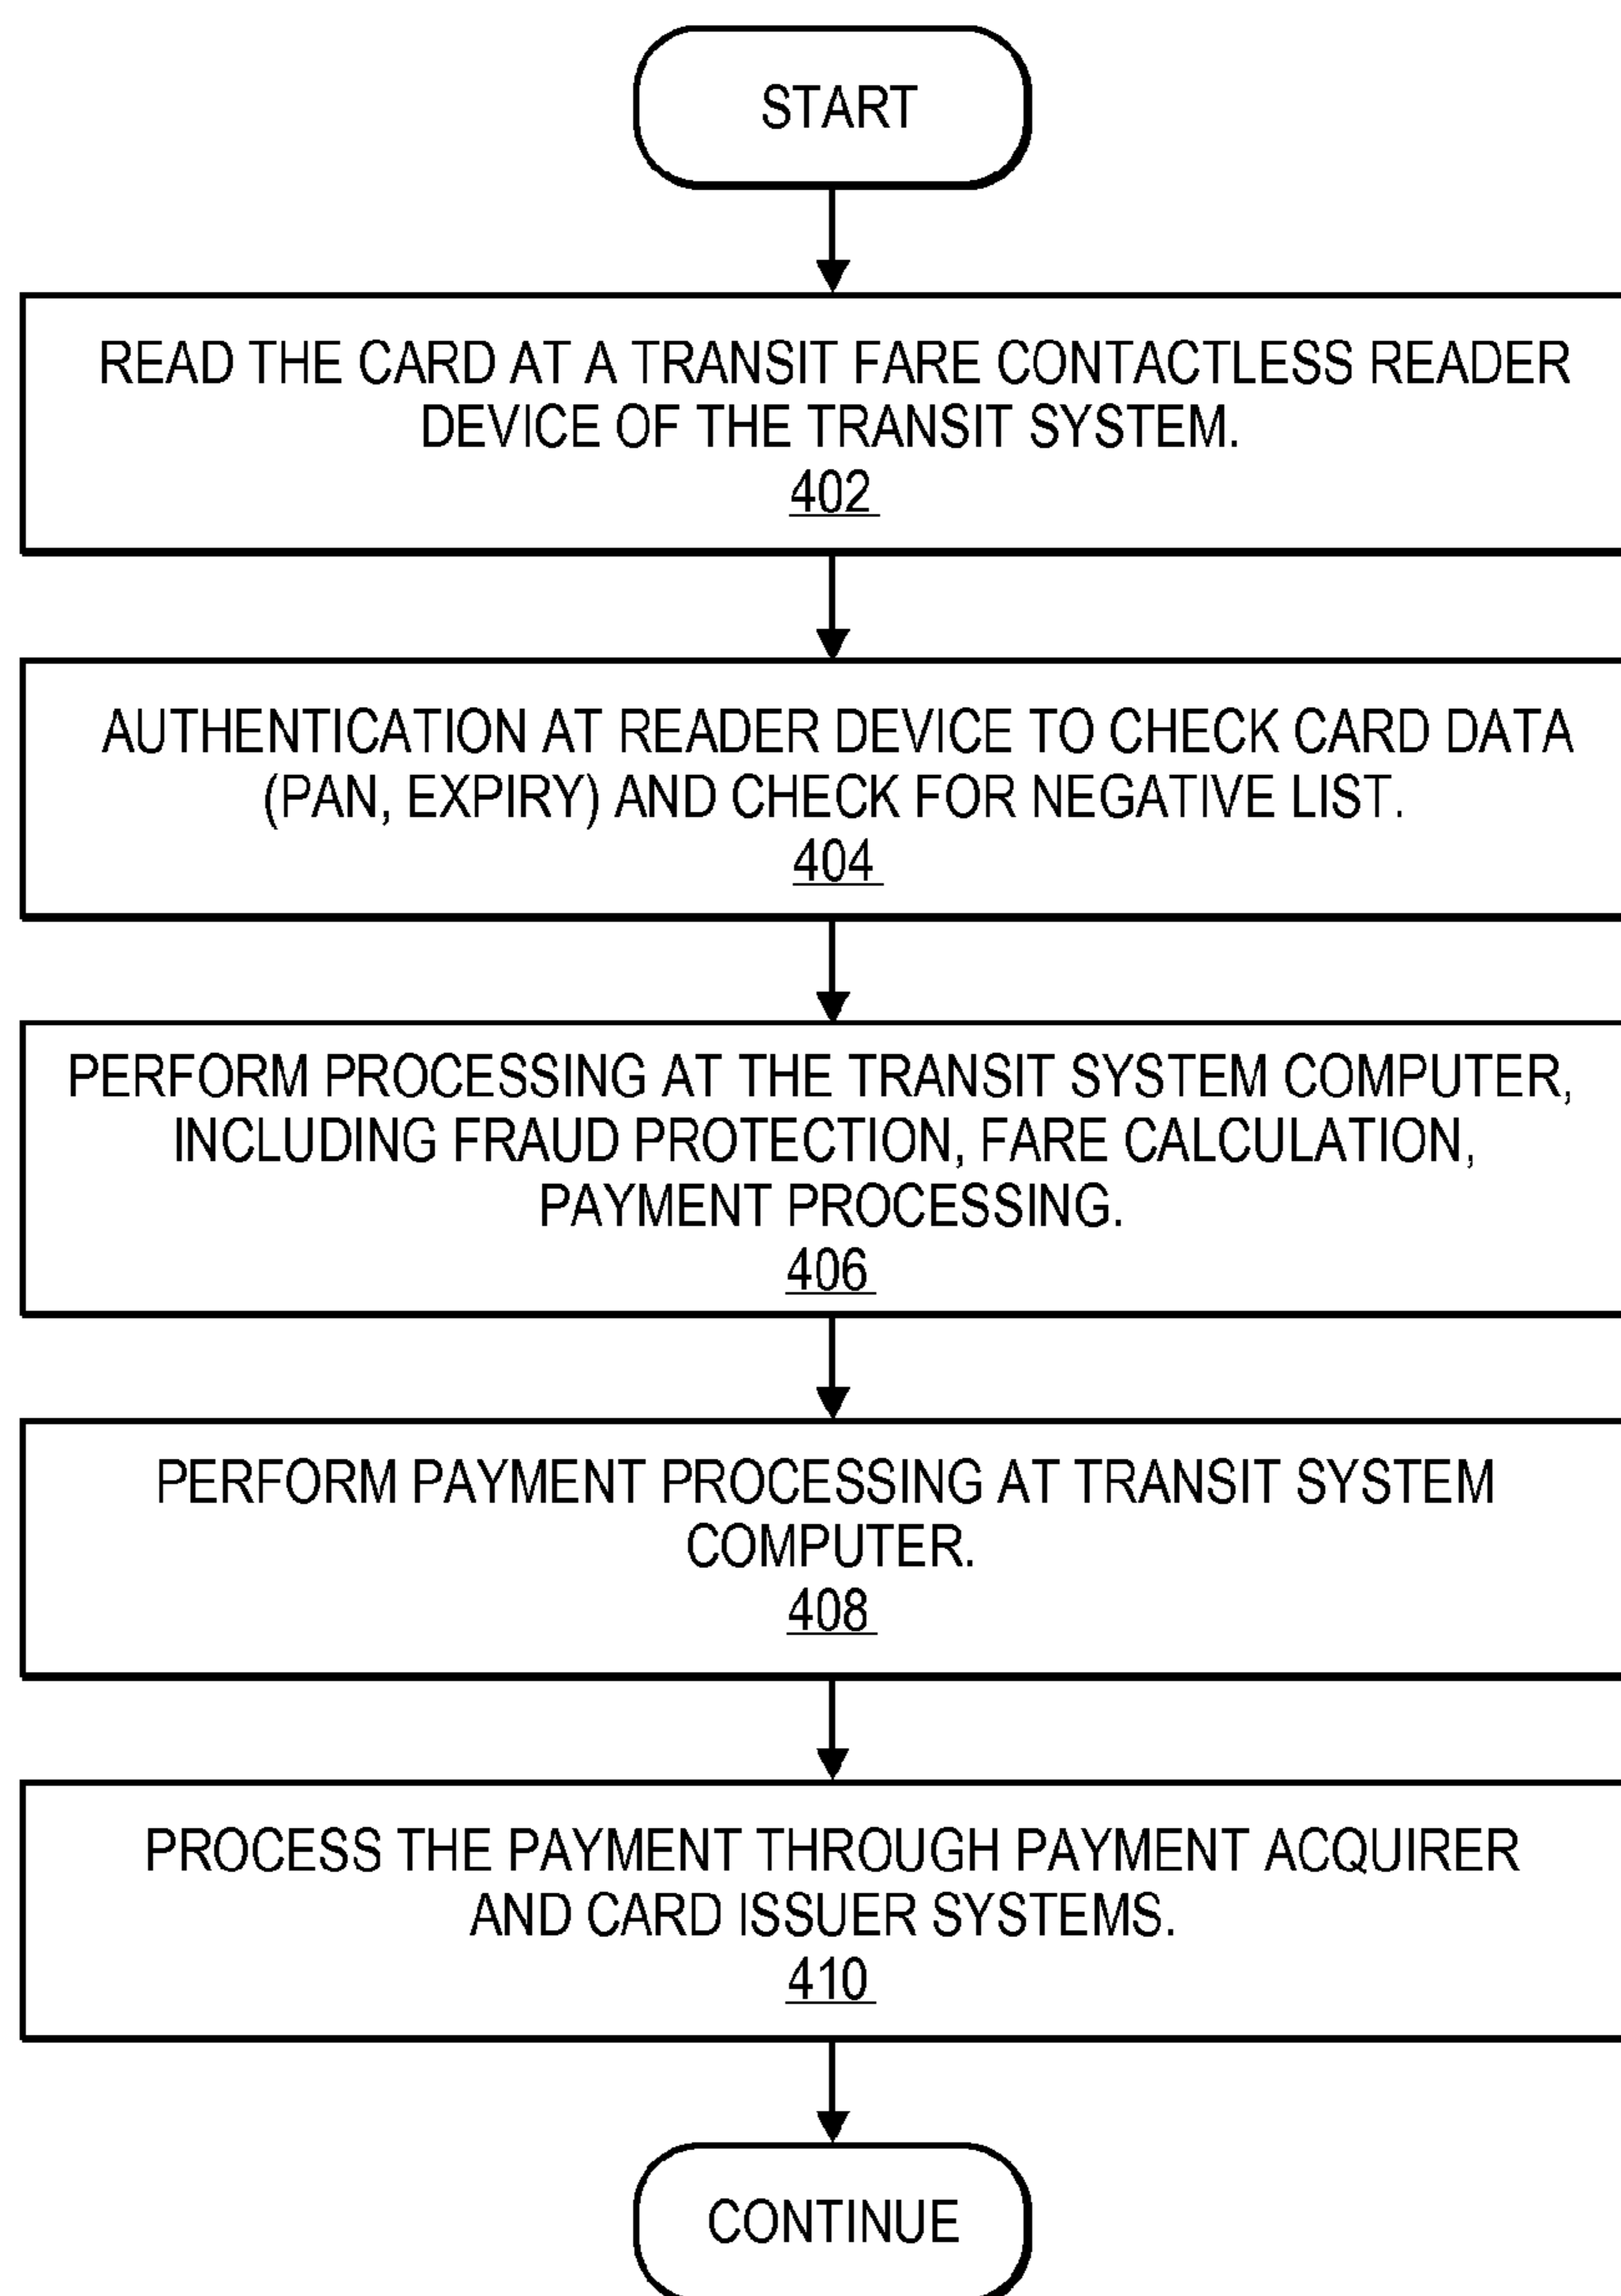 START
READ THE CARD AT A TRANSIT FARE CONTACTLESS READER
DEVICE OF THE TRANSIT SYSTEM.
402
AUTHENTICATION AT READER DEVICE TO CHECK CARD DATA
(PAN, EXPIRY) AND CHECK FOR NEGATIVE LIST.
404
PERFORM PROCESSING AT THE TRANSIT SYSTEM COMPUTER,
INCLUDING FRAUD PROTECTION, FARE CALCULATION,
PAYMENT PROCESSING.
406
PERFORM PAYMENT PROCESSING AT TRANSIT SYSTEM
COMPUTER.
408
PROCESS THE PAYMENT THROUGH PAYMENT ACQUIRER
AND CARD ISSUER SYSTEMS.
410
CONTINUE